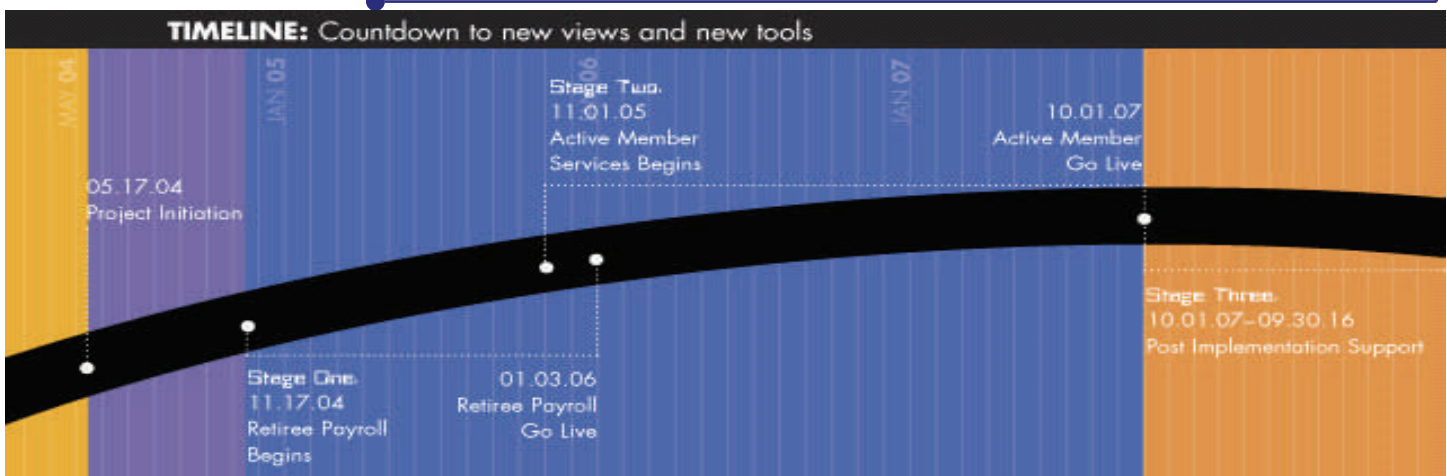 TIMELINE: Countdown to new views and new tools
MAY 04
JAN 05
06
JAN 07
05.17.04
Project Initiation
Stage One.
11.17.04
Retiree Payroll
Begins
Stage Two.
11.01.05
Active Member
Services Begins
01.03.06
Retiree Payroll
Go Live
10.01.07
Active Member
Go Live
Stage Three.
10.01.07–09.30.16
Post Implementation Support